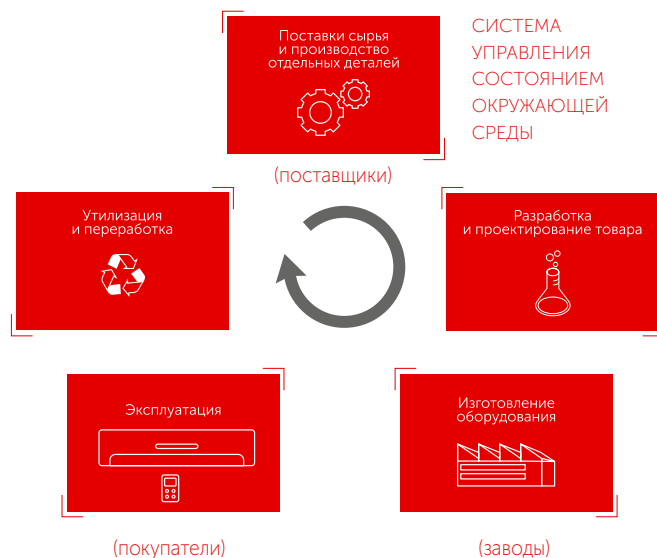 Поставки сырья
и производство
отдельных деталей
СИСТЕМА
УПРАВЛЕНИЯ
СОСТОЯНИЕМ
ОКРУЖАЮЩЕЙ
СРЕДЫ
(поставщики)
Утилизация
и переработка
Разработка
и проектирование товара
Эксплуатация
Изготовление
оборудования
(покупатели)
(заводы)